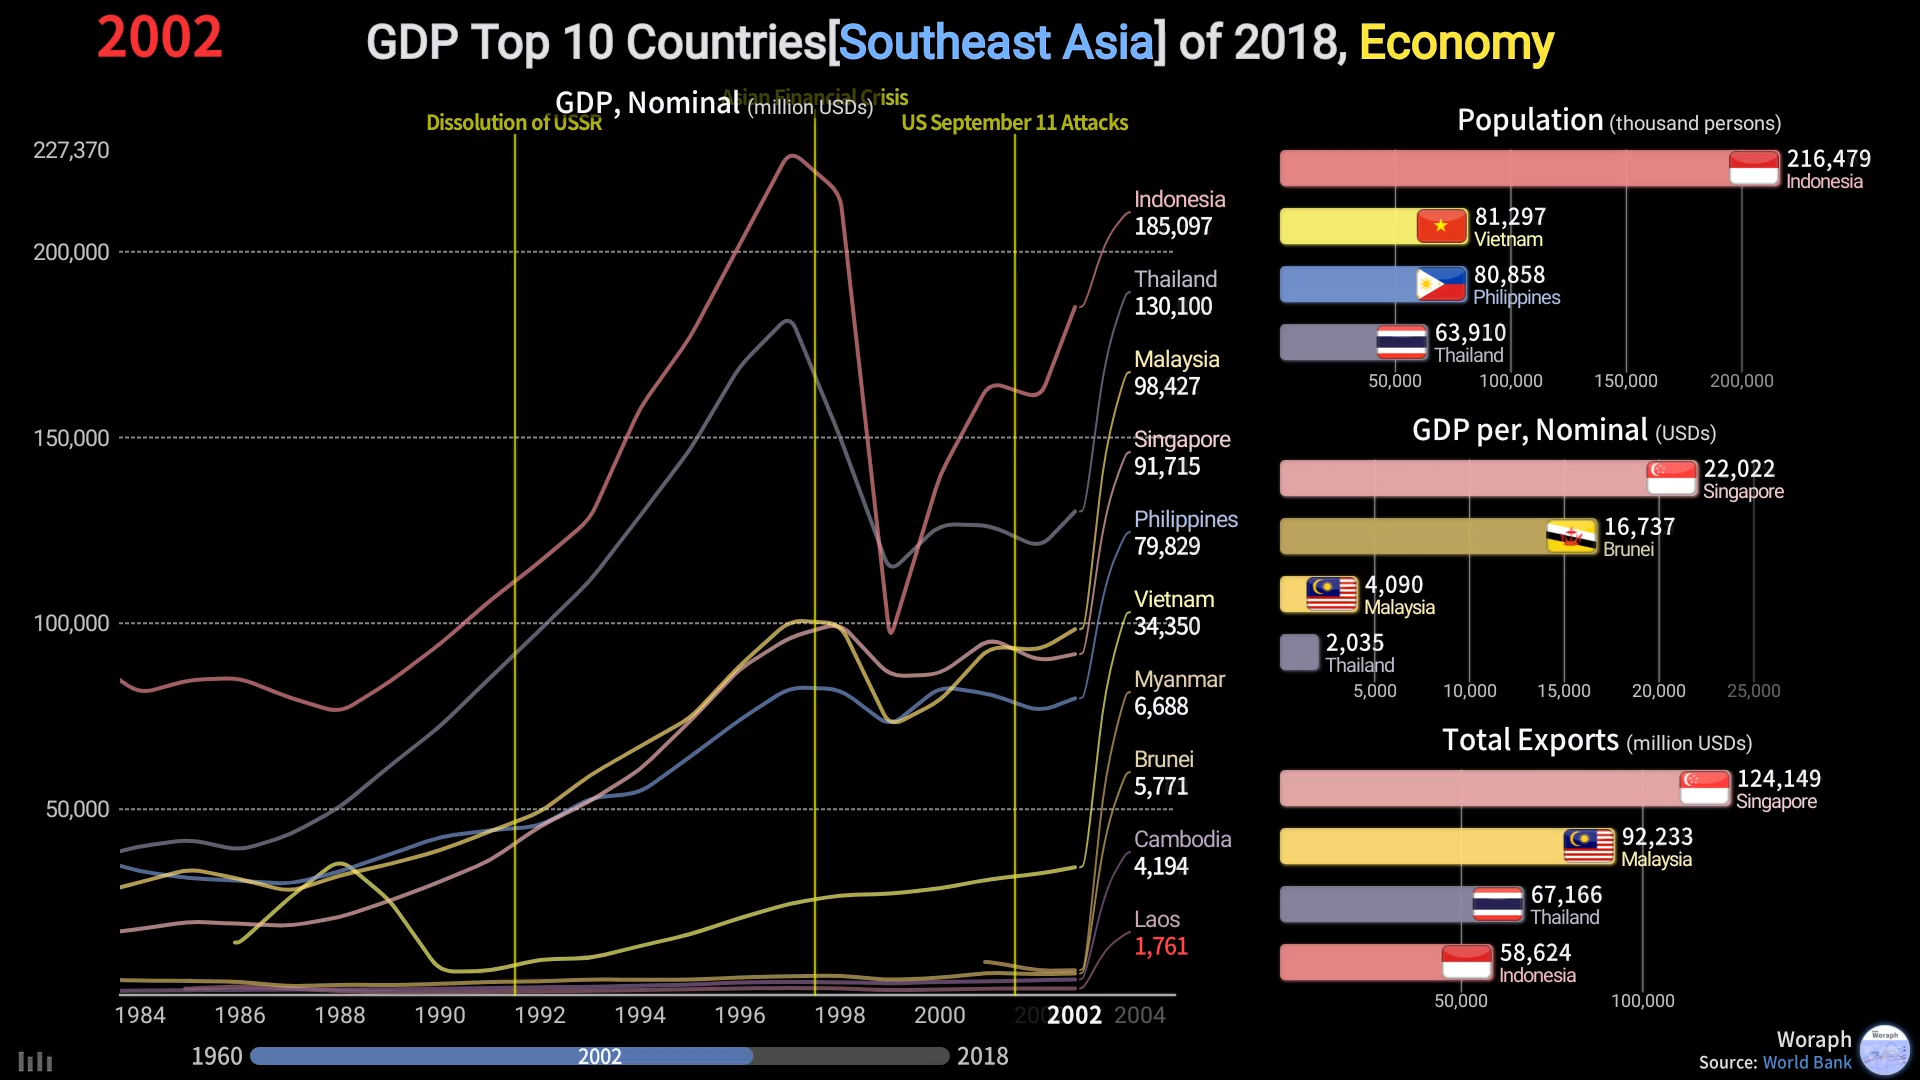 2002
GDP Top 10 Countries[Southeast Asia] of 2018, Economy
Asian Financial Crisis
GDP, Nominal (million USDs)
Dissolution of USSR
US September 11 Attacks
227,370
200,000
150,000
100,000
50,000
Indonesia
185,097
Thailand
130,100
Malaysia
98,427
Singapore
91,715
Philippines
79,829
Vietnam
34,350
Myanmar
6,688
Brunei
5,771
Cambodia
4,194
Laos
1,761
1984 1986 1988 1990 1992 1994 1996 1998 2000 2002 2004
1960 2002 2018
Population (thousand persons)
216,479
Indonesia
81,297
Vietnam
80,858
Philippines
63,910
Thailand
50,000 100,000 150,000 200,000
GDP per, Nominal (USDs)
22,022
Singapore
16,737
Brunei
4,090
Malaysia
2,035
Thailand
5,000 10,000 15,000 20,000 25,000
Total Exports (million USDs)
124,149
Singapore
92,233
Malaysia
67,166
Thailand
58,624
Indonesia
50,000 100,000
Woraph
Source: World Bank
Woraph